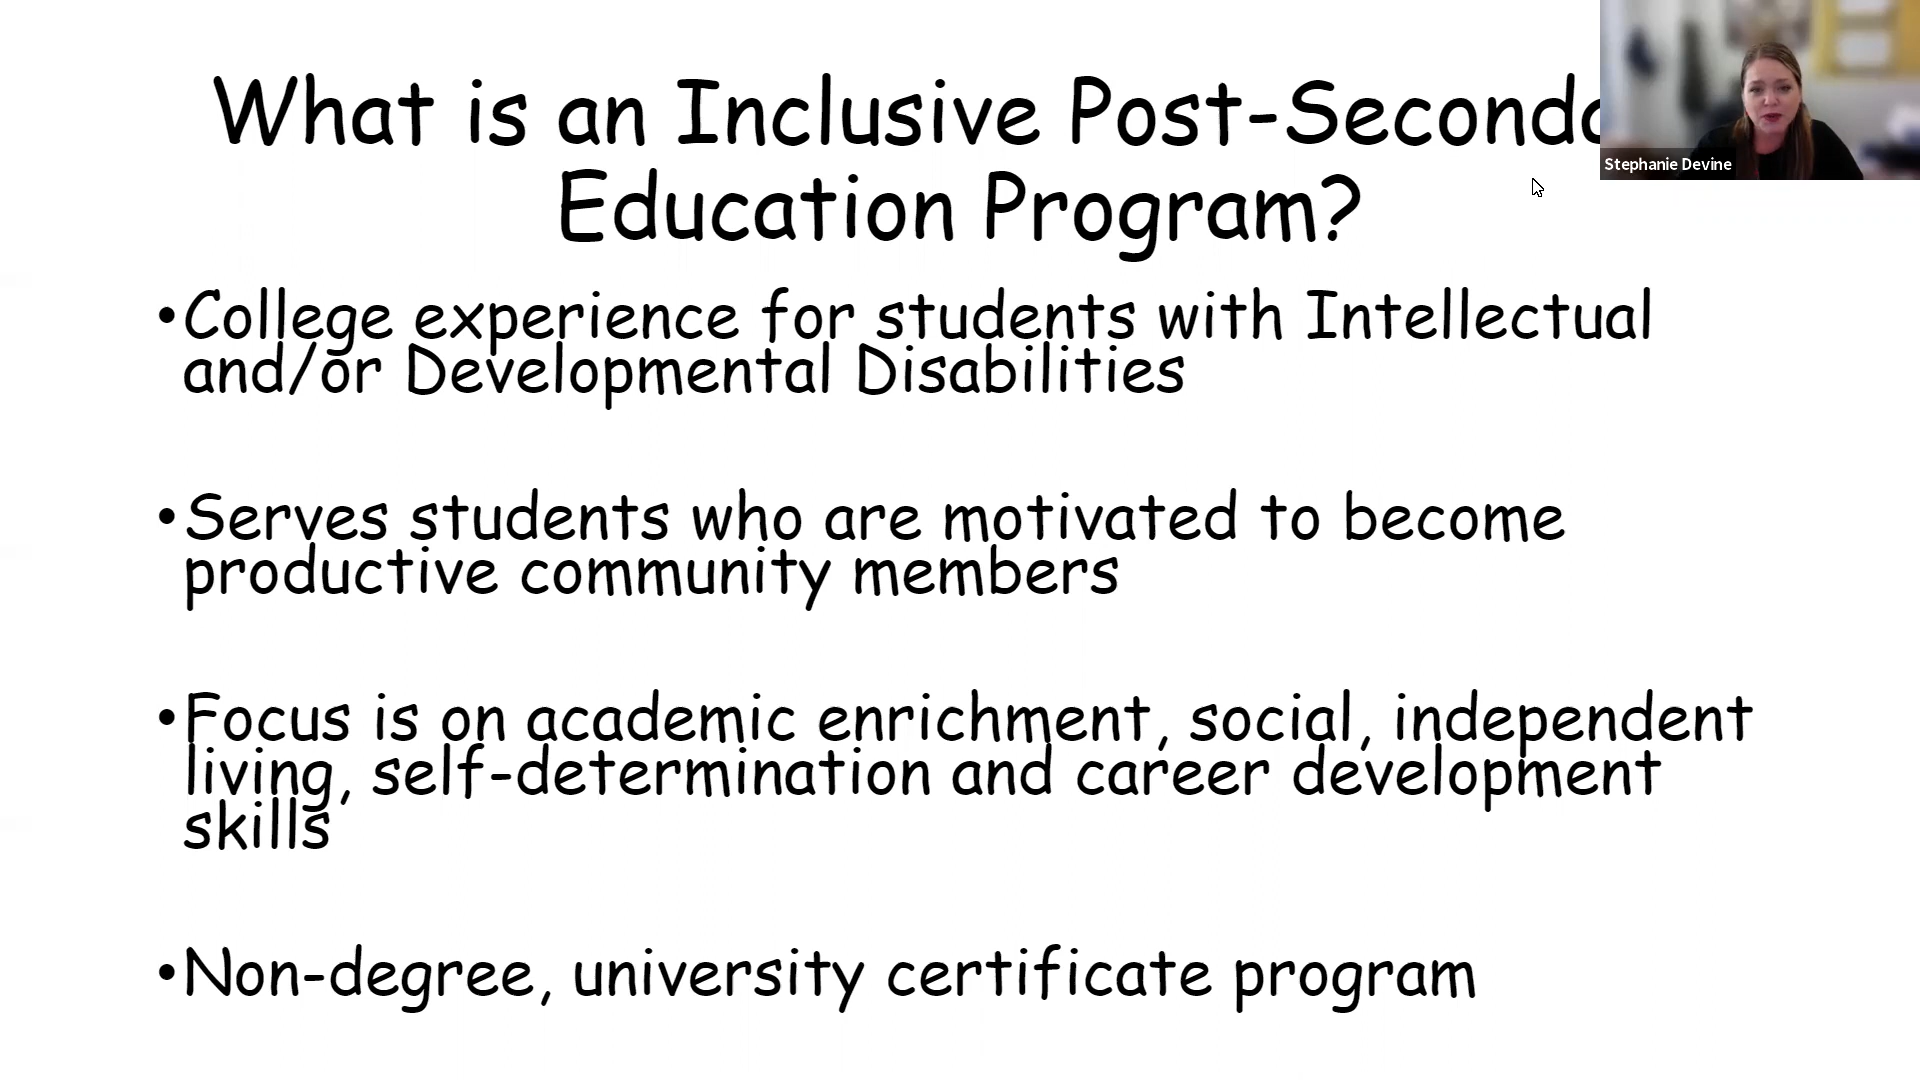 What is an Inclusive Post-Seconda
Education Program?
•College experience for students with Intellectual
and/or Developmental Disabilities
•Serves students who are motivated to become
productive community members
•Focus is on academic enrichment, social, independent
living, self-determination and career development
skills
•Non-degree, university certificate program
Stephanie Devine